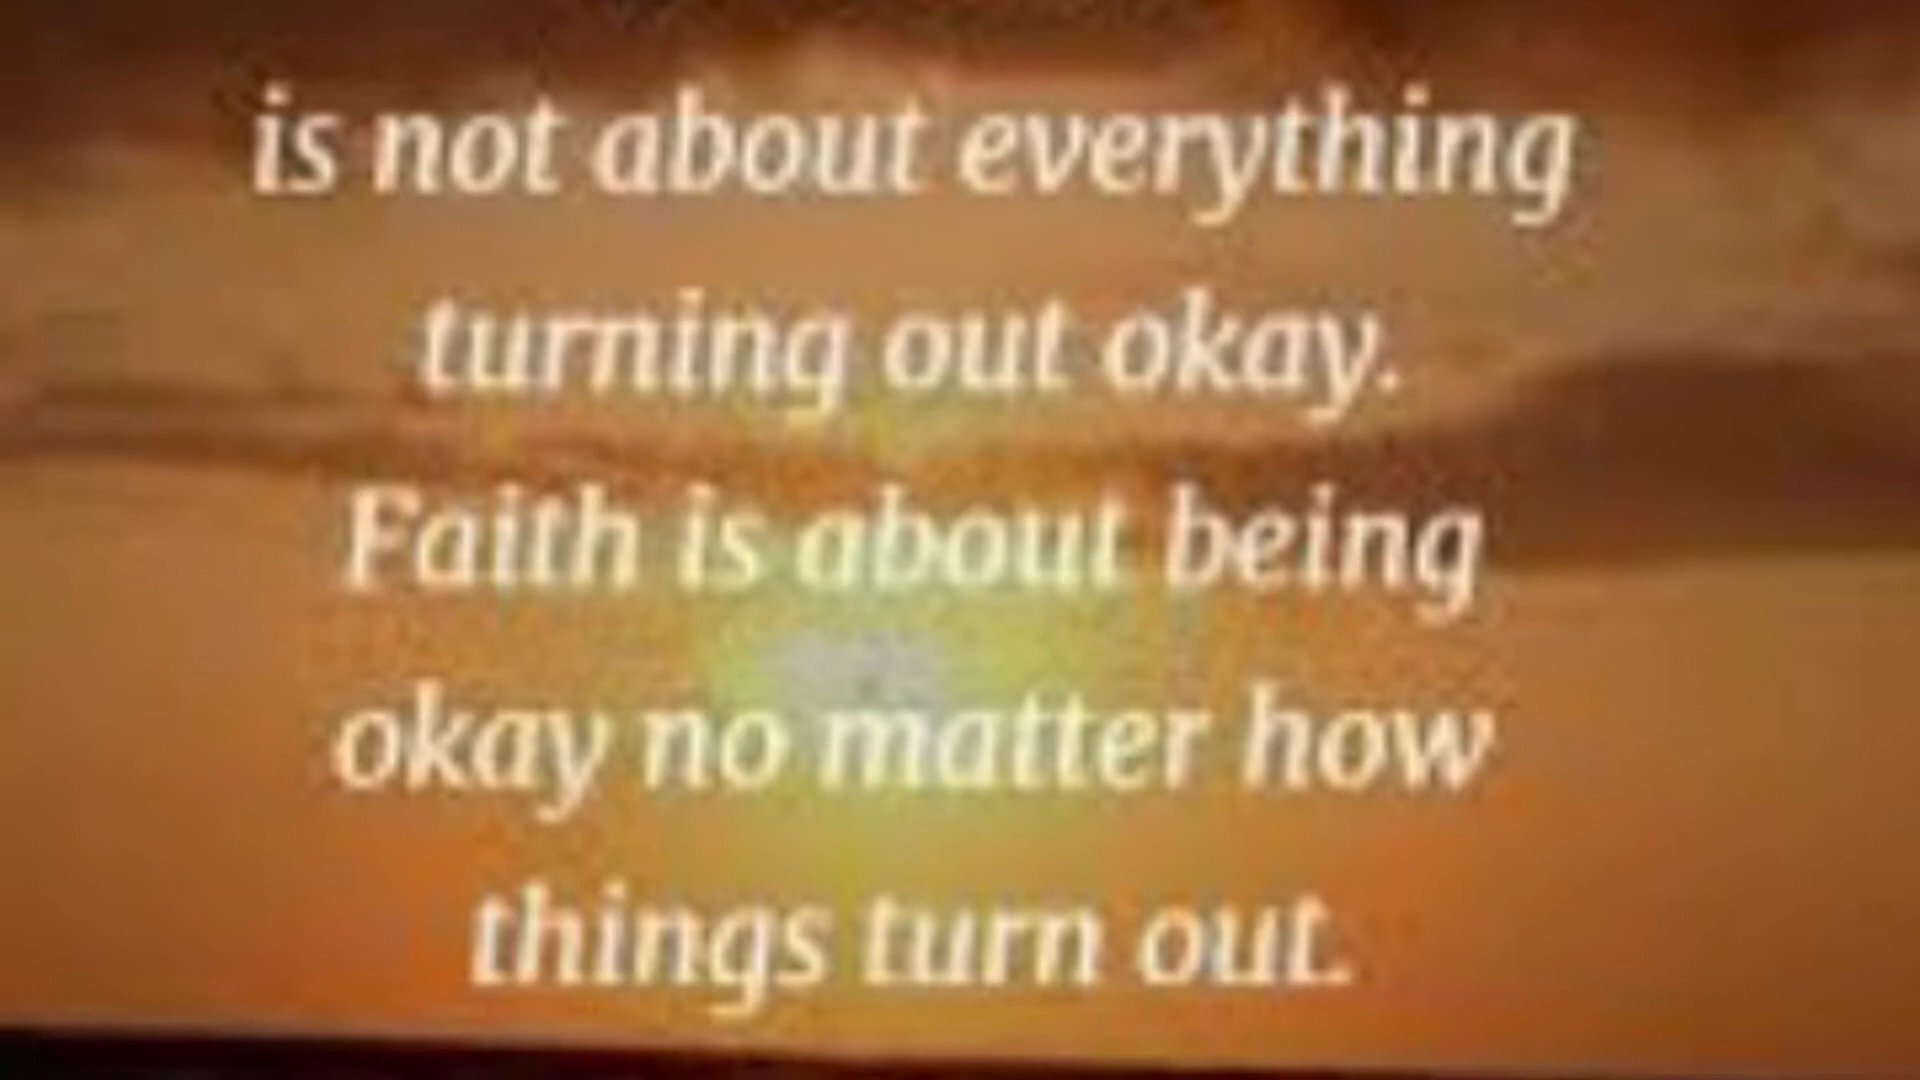 is not about everything
turning out okay.
Faith is about being
okay no matter how
things turn out.